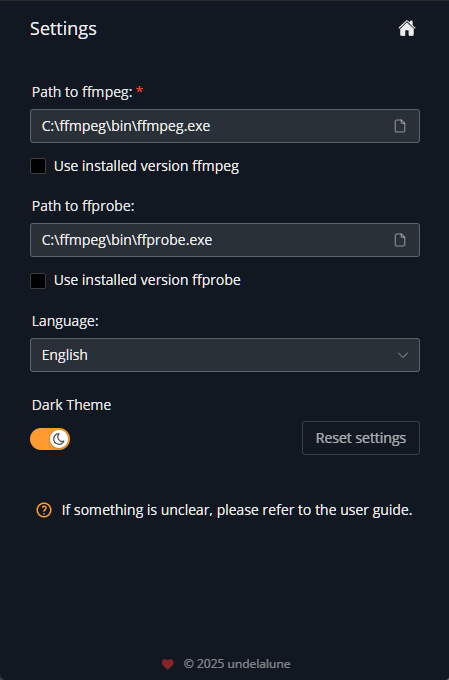 Settings
Path to ffmpeg: *
C:\ffmpeg\bin\ffmpeg.exe
Use installed version ffmpeg
Path to ffprobe:
C:\ffmpeg\bin\ffprobe.exe
Use installed version ffprobe
Language:
English
Dark Theme
Reset settings
If something is unclear, please refer to the user guide.
© 2025 undelalune